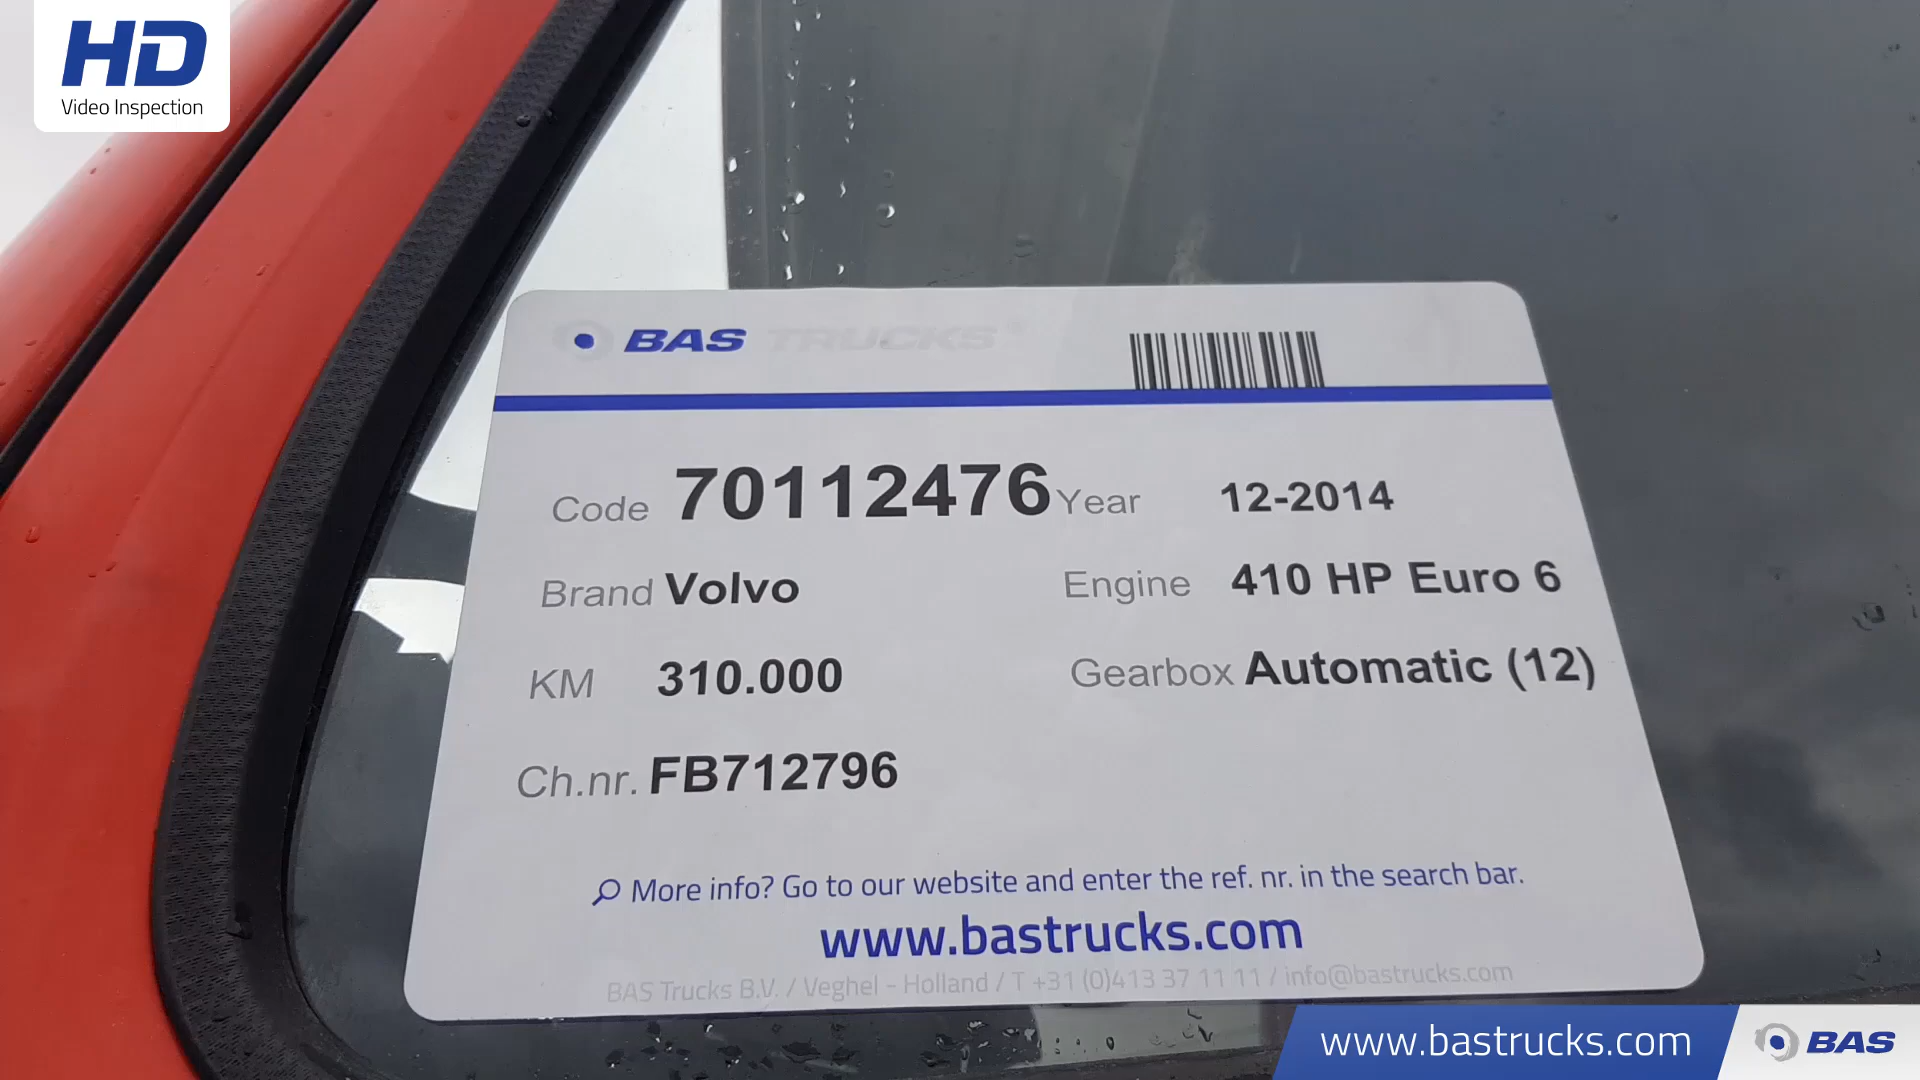 HD
Video Inspection
BAS TRUCKS
Code 70112476 Year 12-2014
Brand Volvo Engine 410 HP Euro 6
KM 310.000 Gearbox Automatic (12)
Ch.nr. FB712796
More info? Go to our website and enter the ref. nr. in the search bar.
www.bastrucks.com
BAS Trucks B.V. / Veghel - Holland / T +31 (0)413 37 11 11 / info@bastrucks.com
www.bastrucks.com BAS